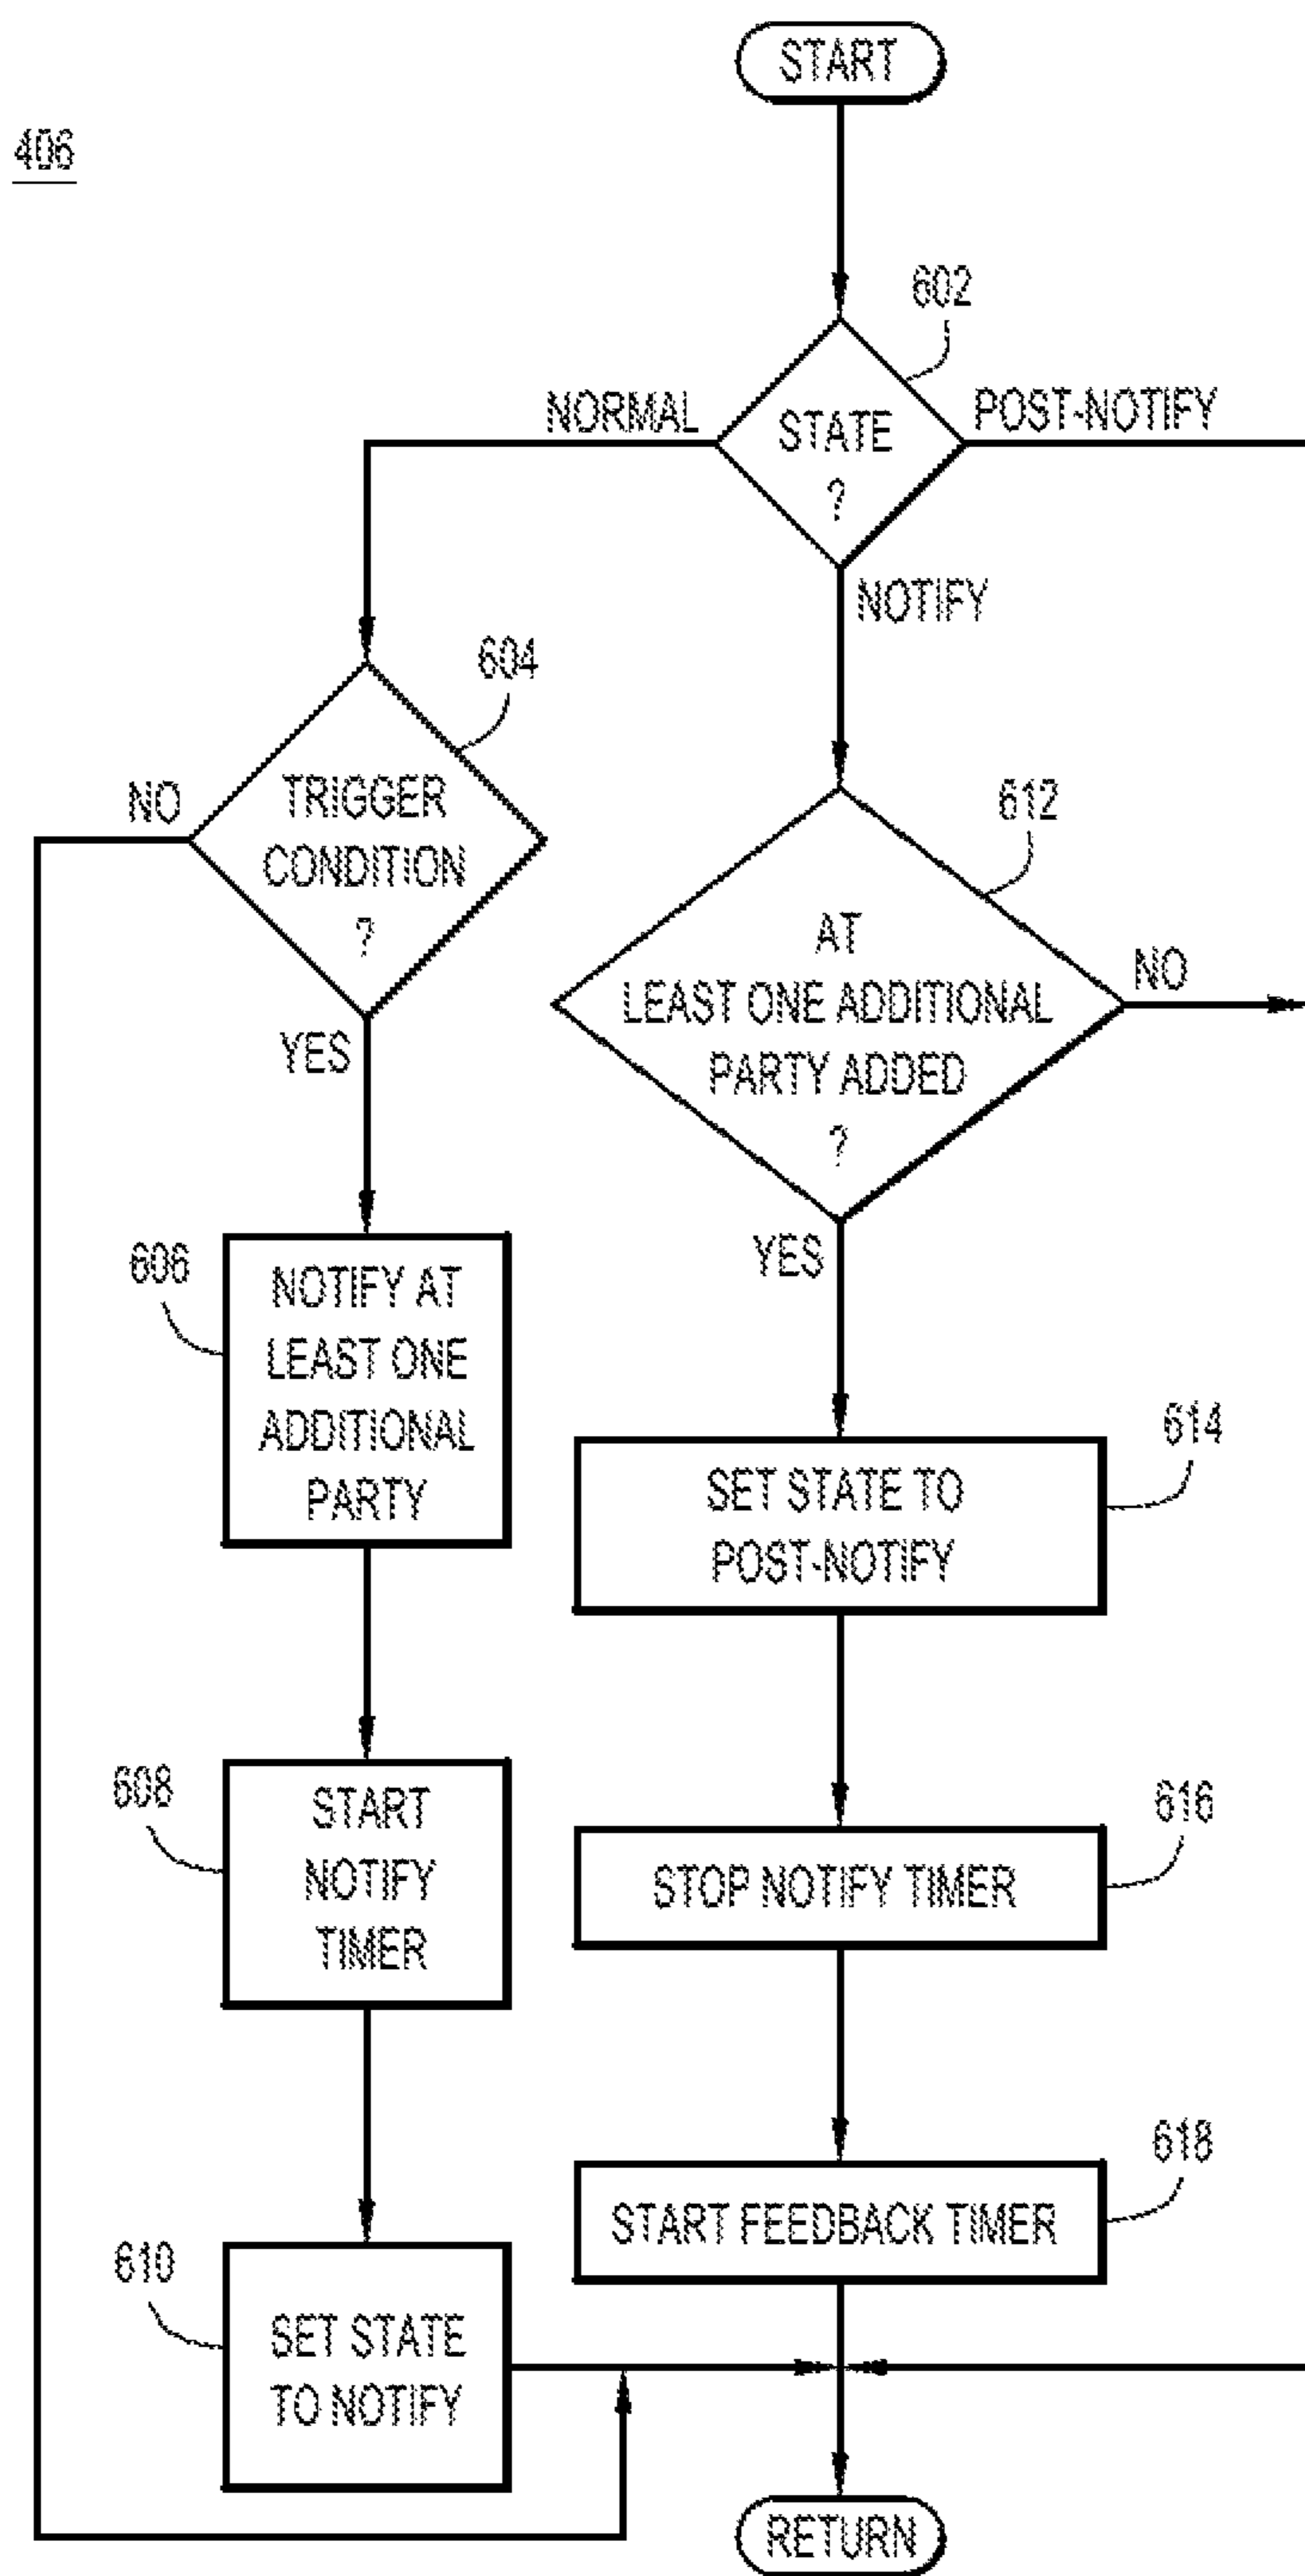 START
406
602
NORMAL
POST-NOTIFY
STATE
?
NOTIFY
604
NO
TRIGGER
CONDITION
?
612
AT
LEAST ONE ADDITIONAL
PARTY ADDED
?
NO
YES
YES
606
NOTIFY AT
LEAST ONE
ADDITIONAL
PARTY
614
SET STATE TO
POST-NOTIFY
608
START
NOTIFY
TIMER
616
STOP NOTIFY TIMER
618
START FEEDBACK TIMER
610
SET STATE
TO NOTIFY
RETURN